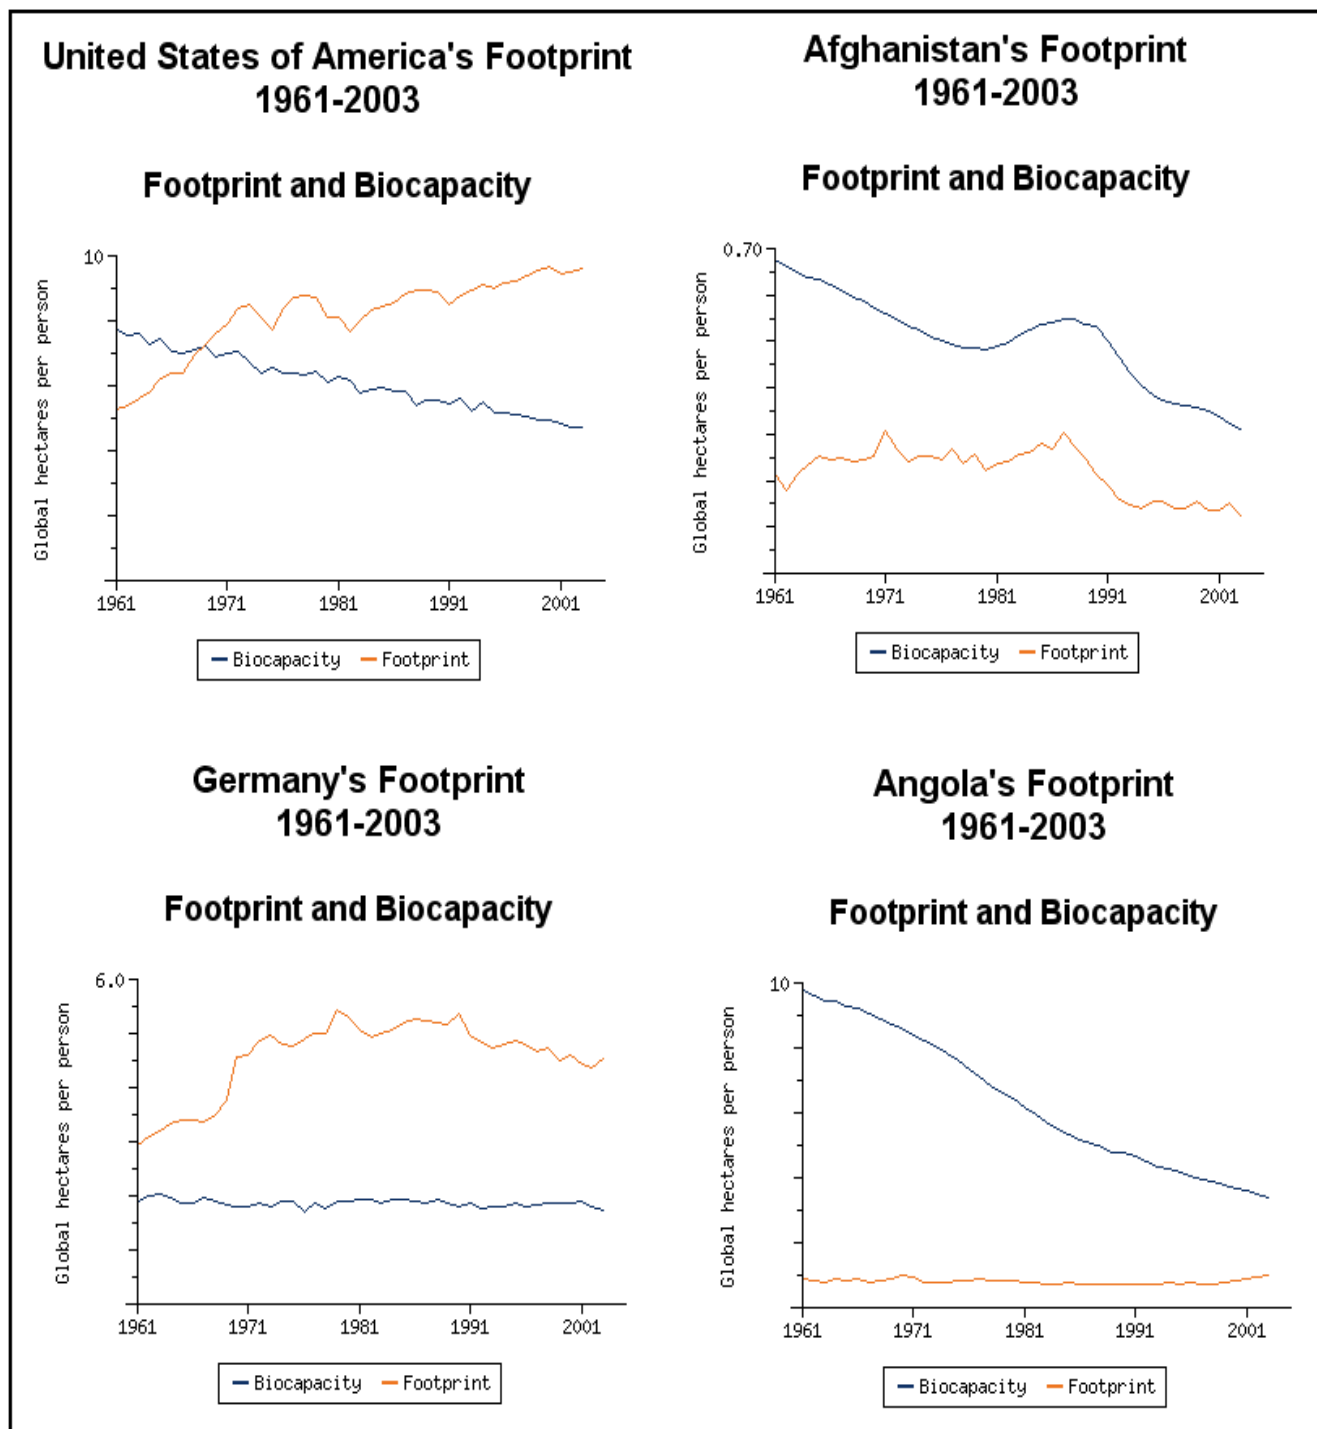 United States of America's Footprint
1961-2003
Footprint and Biocapacity
10
Global hectares per person
1961 1971 1981 1991 2001
Biocapacity Footprint
Afghanistan's Footprint
1961-2003
Footprint and Biocapacity
0.70
Global hectares per person
1961 1971 1981 1991 2001
Biocapacity Footprint
Germany's Footprint
1961-2003
Footprint and Biocapacity
6.0
Global hectares per person
1961 1971 1981 1991 2001
Biocapacity Footprint
Angola's Footprint
1961-2003
Footprint and Biocapacity
10
Global hectares per person
1961 1971 1981 1991 2001
Biocapacity Footprint